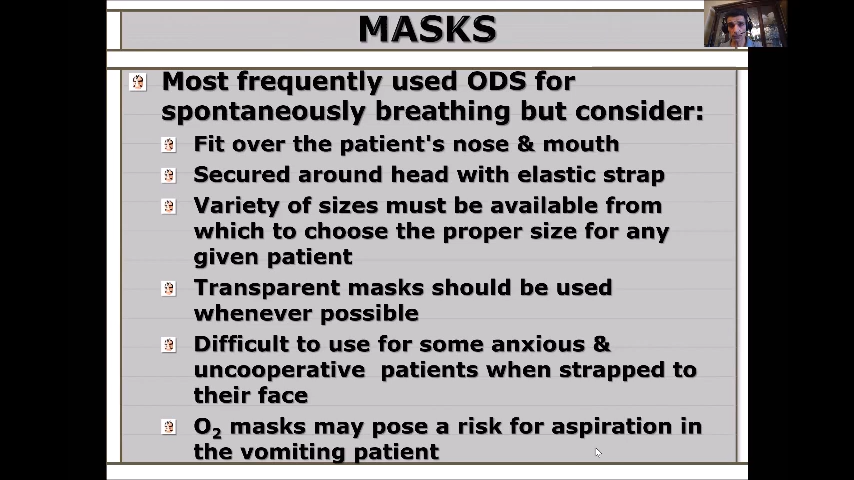 MASKS
Most frequently used ODS for
spontaneously breathing but consider:
Fit over the patient's nose & mouth
Secured around head with elastic strap
Variety of sizes must be available from
which to choose the proper size for any
given patient
Transparent masks should be used
whenever possible
Difficult to use for some anxious &
uncooperative patients when strapped to
their face
O₂ masks may pose a risk for aspiration in
the vomiting patient